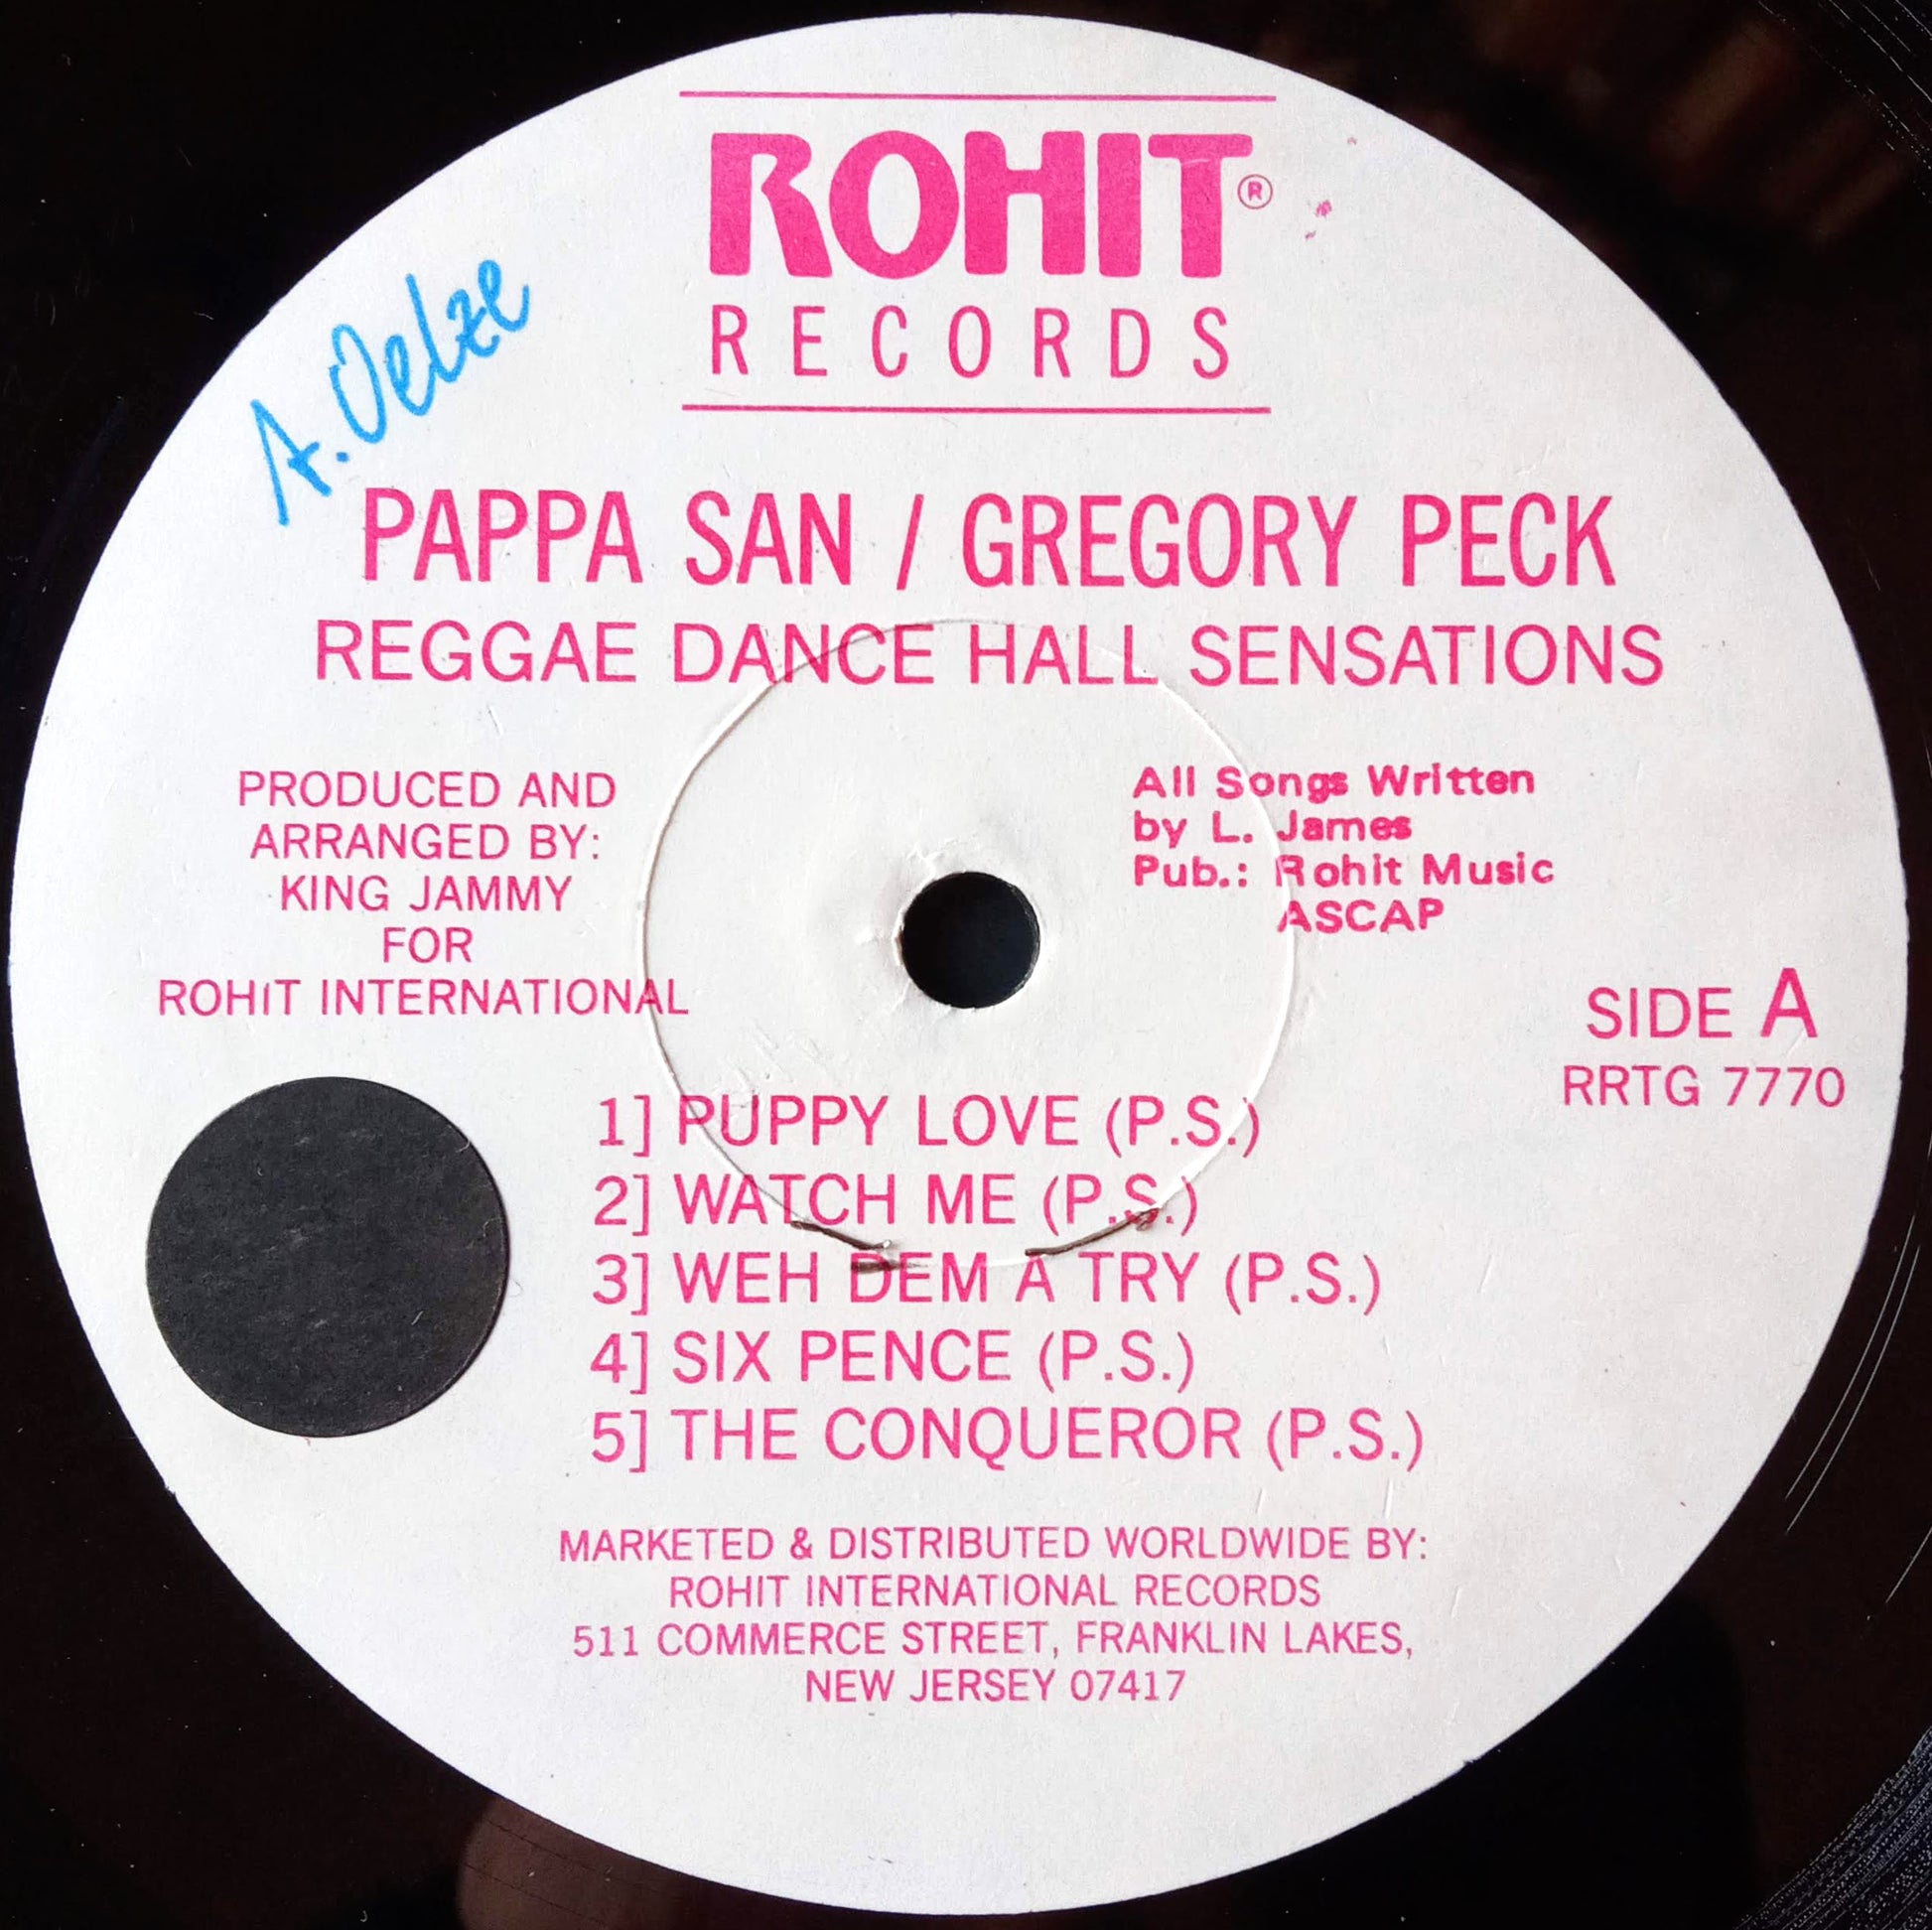 ROHIT®
RECORDS
A. Oelze
PAPPA SAN / GREGORY PECK
REGGAE DANCE HALL SENSATIONS
PRODUCED AND
ARRANGED BY:
KING JAMMY
FOR
ROHIT INTERNATIONAL
All Songs Written
by L. James
Pub.: Rohit Music
ASCAP
SIDE A
RRTG 7770
1] PUPPY LOVE (P.S.)
2] WATCH ME (P.S.)
3] WEH DEM A TRY (P.S.)
4] SIX PENCE (P.S.)
5] THE CONQUEROR (P.S.)
MARKETED & DISTRIBUTED WORLDWIDE BY:
ROHIT INTERNATIONAL RECORDS
511 COMMERCE STREET, FRANKLIN LAKES,
NEW JERSEY 07417